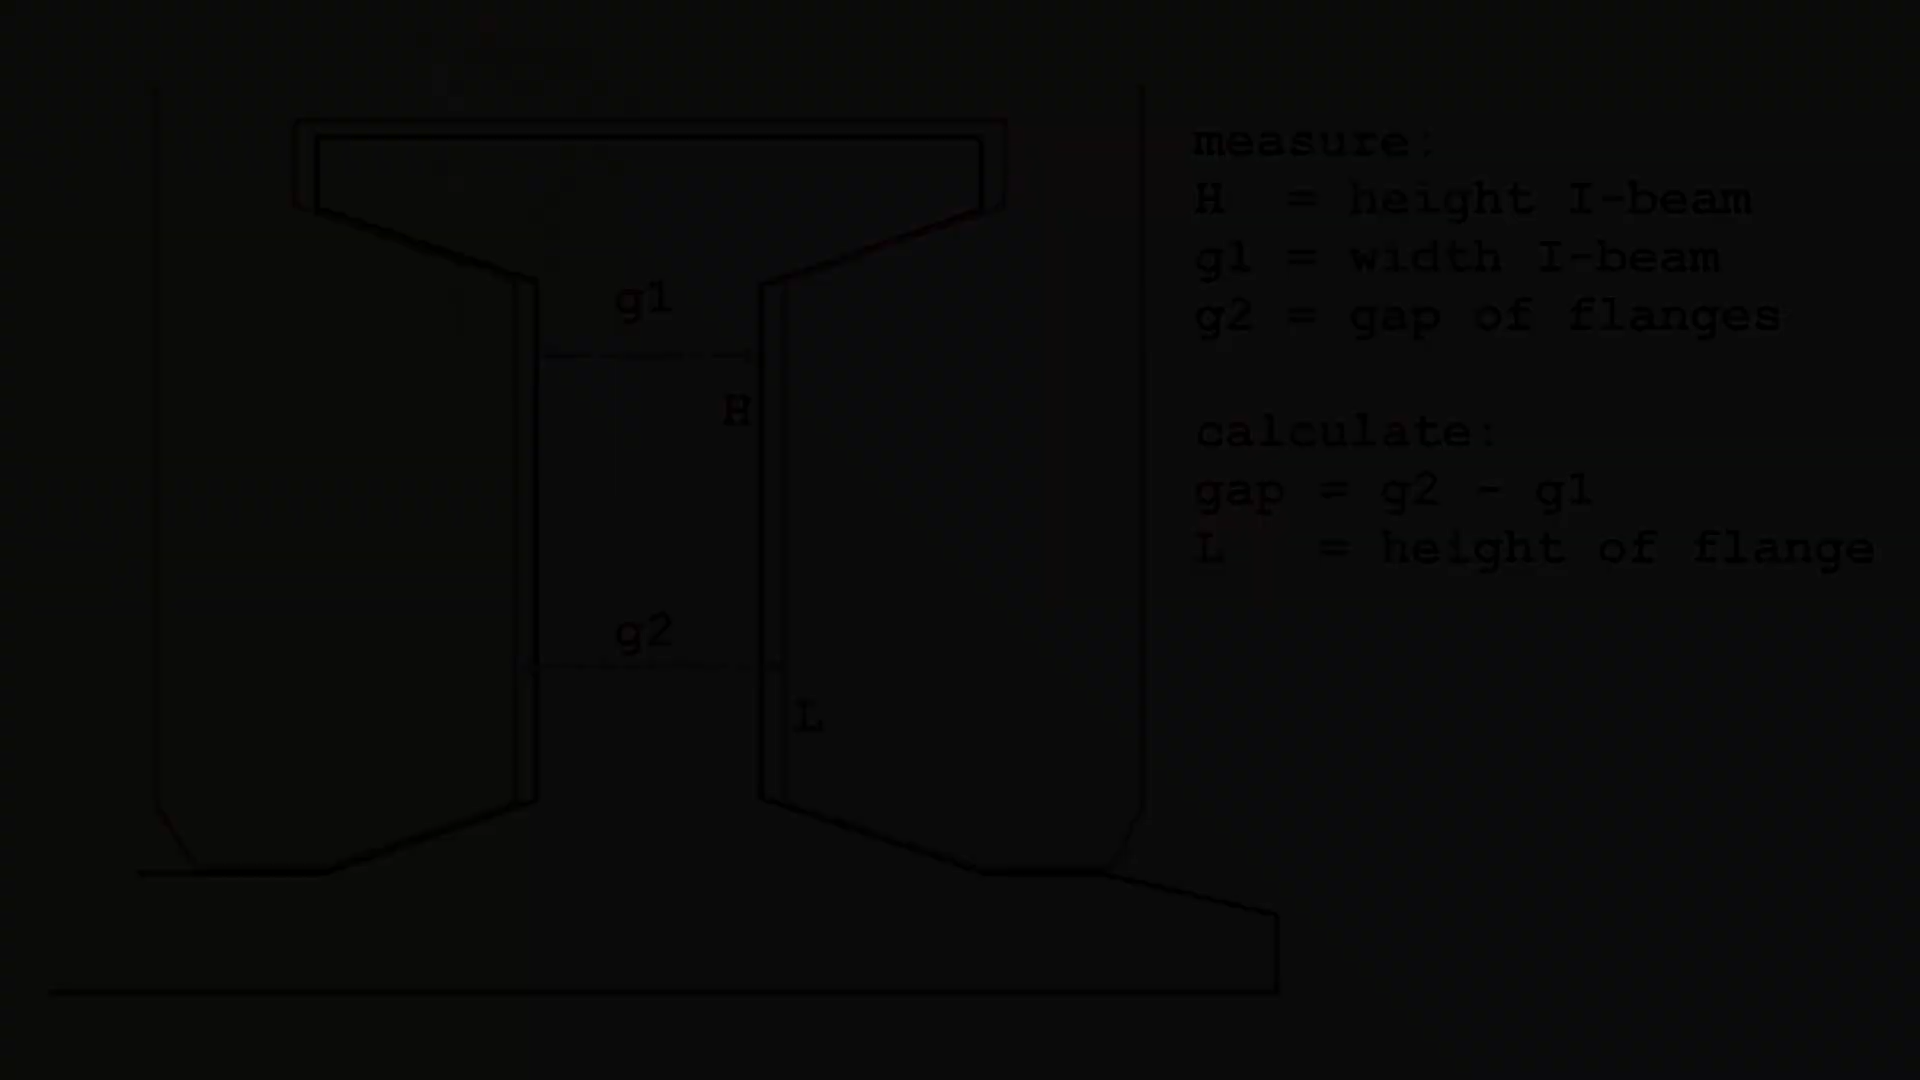 measure:
H = height I-beam
g1 = width I-beam
g2 = gap of flanges
calculate:
gap = g2 - g1
L = height of flange
g1
H
g2
L